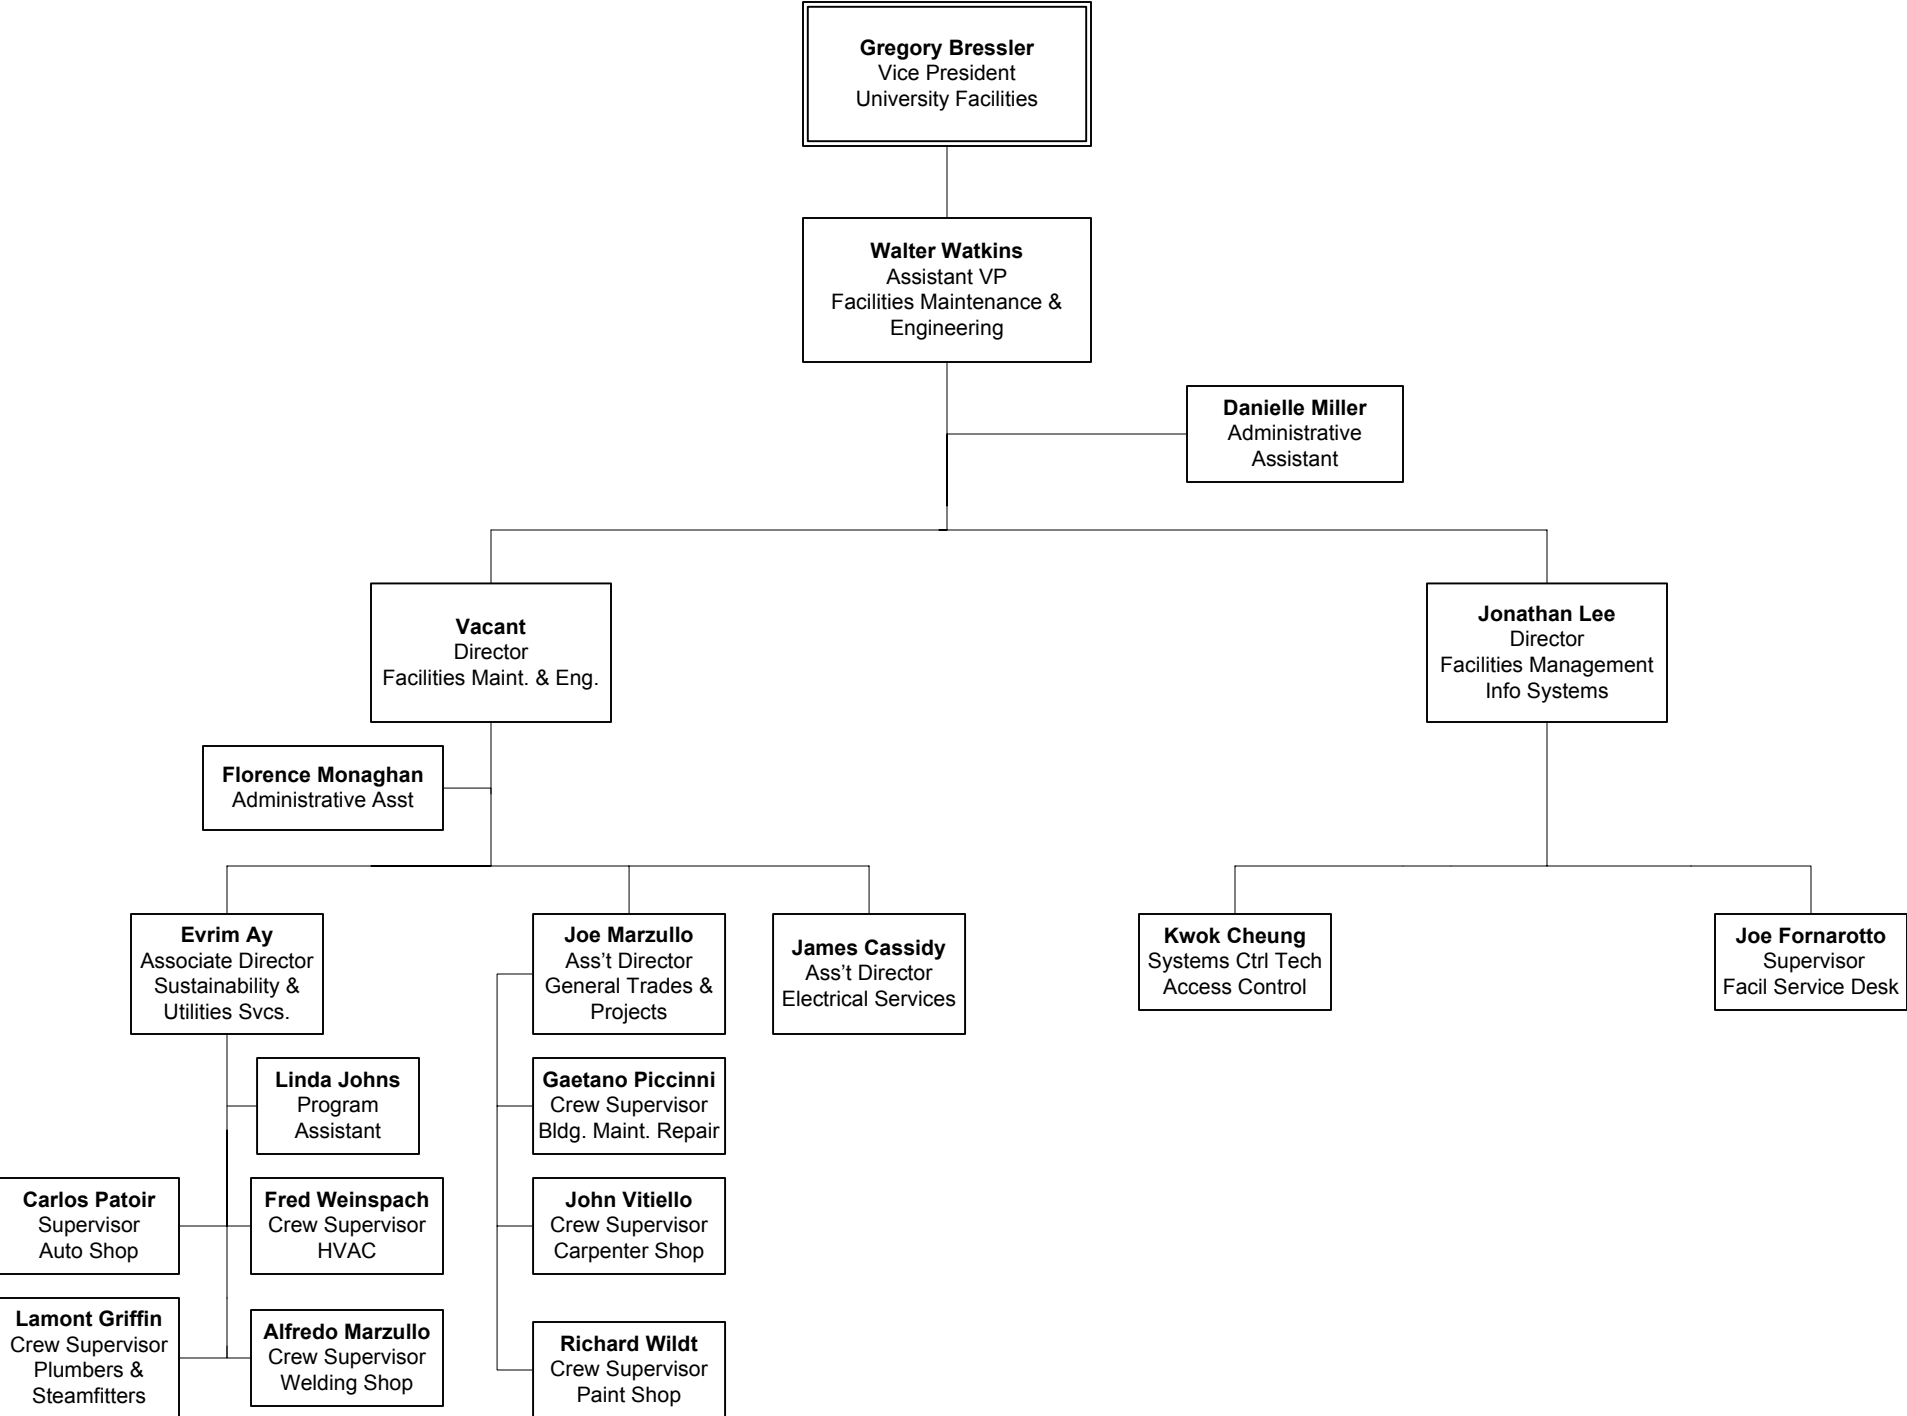 Gregory Bressler
Vice President
University Facilities
Walter Watkins
Assistant VP
Facilities Maintenance &
Engineering
Danielle Miller
Administrative
Assistant
Vacant
Director
Facilities Maint. & Eng.
Jonathan Lee
Director
Facilities Management
Info Systems
Florence Monaghan
Administrative Asst
Evrim Ay
Associate Director
Sustainability &
Utilities Svcs.
Joe Marzullo
Ass’t Director
General Trades &
Projects
James Cassidy
Ass’t Director
Electrical Services
Kwok Cheung
Systems Ctrl Tech
Access Control
Joe Fornarotto
Supervisor
Facil Service Desk
Linda Johns
Program
Assistant
Gaetano Piccinni
Crew Supervisor
Bldg. Maint. Repair
Carlos Patoir
Supervisor
Auto Shop
Fred Weinspach
Crew Supervisor
HVAC
John Vitiello
Crew Supervisor
Carpenter Shop
Lamont Griffin
Crew Supervisor
Plumbers &
Steamfitters
Alfredo Marzullo
Crew Supervisor
Welding Shop
Richard Wildt
Crew Supervisor
Paint Shop